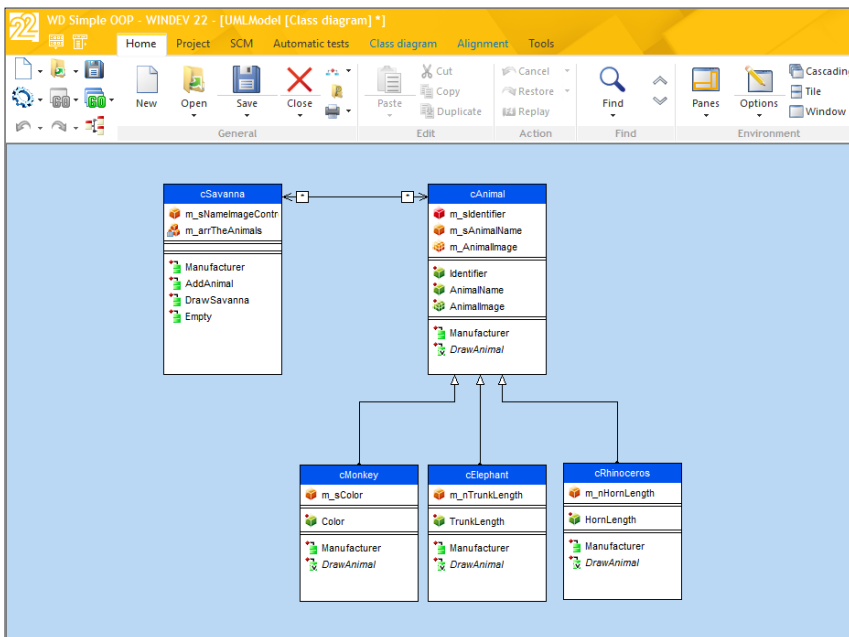 22 WD Simple OOP - WINDEV 22 - [UMLModel [Class diagram] *]
Home Project SCM Automatic tests Class diagram Alignment Tools
New Open Save Close Paste Cut Copy Duplicate Cancel Restore Replay Find Panes Options Cascading Tile Window
GO GO
General Edit Action Find Environment
cSavanna
m_sNameImageContr
m_arrTheAnimals
Manufacturer
AddAnimal
DrawSavanna
Empty
* *
cAnimal
m_sIdentifier
m_sAnimalName
m_AnimalImage
Identifier
AnimalName
AnimalImage
Manufacturer
DrawAnimal
cMonkey
m_sColor
Color
Manufacturer
DrawAnimal
cElephant
m_nTrunkLength
TrunkLength
Manufacturer
DrawAnimal
cRhinoceros
m_nHornLength
HornLength
Manufacturer
DrawAnimal